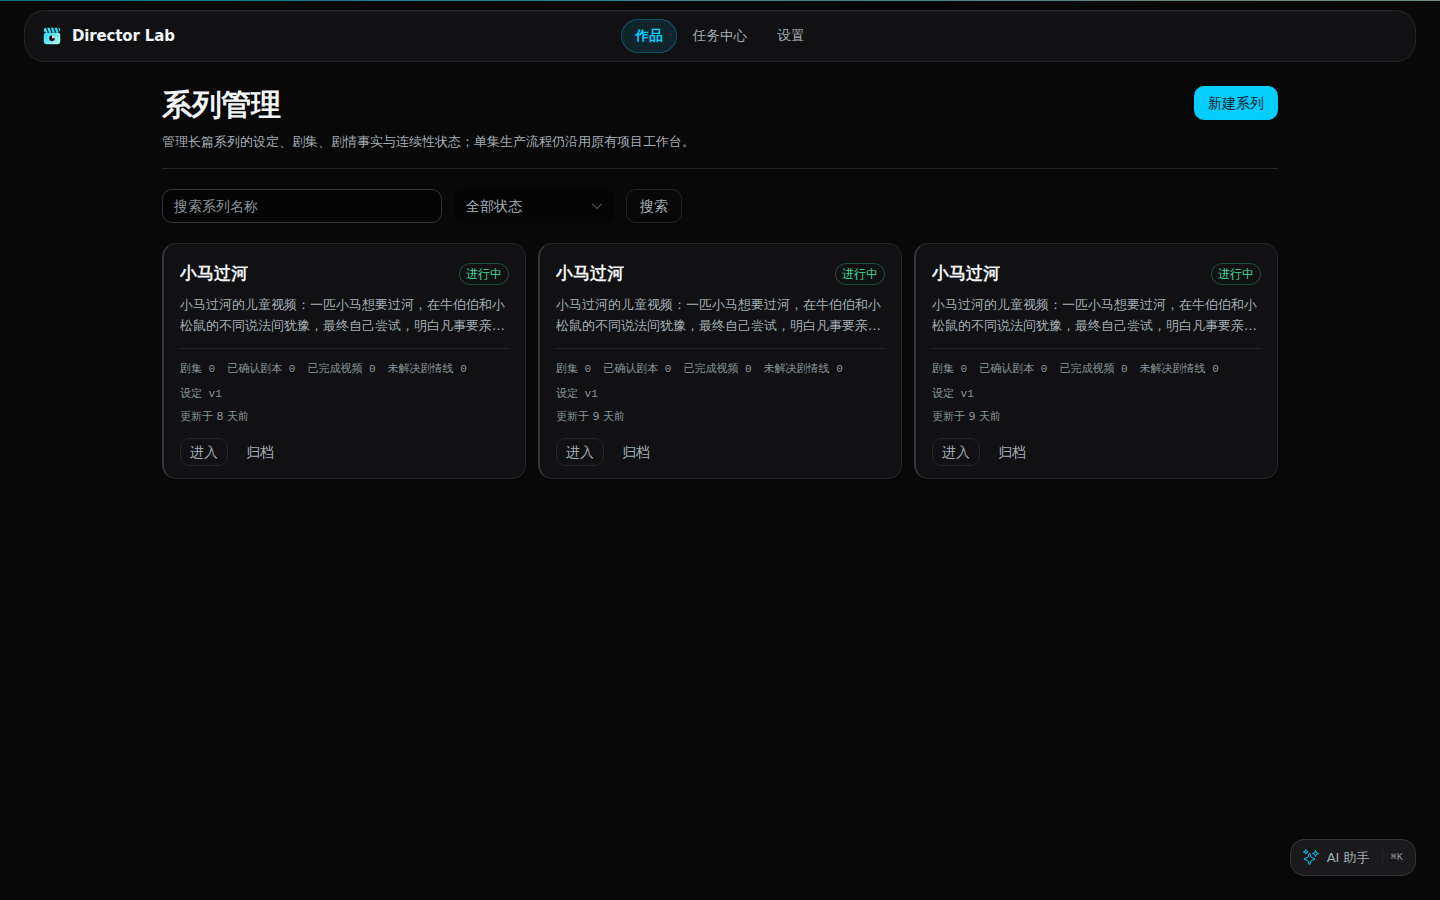 Director Lab
作品
任务中心
设置
系列管理
新建系列
管理长篇系列的设定、剧集、剧情事实与连续性状态；单集生产流程仍沿用原有项目工作台。
搜索系列名称
全部状态
搜索
小马过河
进行中
小马过河的儿童视频：一匹小马想要过河，在牛伯伯和小
松鼠的不同说法间犹豫，最终自己尝试，明白凡事要亲…
剧集 0 已确认剧本 0 已完成视频 0 未解决剧情线 0
设定 v1
更新于 8 天前
进入
归档
小马过河
进行中
小马过河的儿童视频：一匹小马想要过河，在牛伯伯和小
松鼠的不同说法间犹豫，最终自己尝试，明白凡事要亲…
剧集 0 已确认剧本 0 已完成视频 0 未解决剧情线 0
设定 v1
更新于 9 天前
进入
归档
小马过河
进行中
小马过河的儿童视频：一匹小马想要过河，在牛伯伯和小
松鼠的不同说法间犹豫，最终自己尝试，明白凡事要亲…
剧集 0 已确认剧本 0 已完成视频 0 未解决剧情线 0
设定 v1
更新于 9 天前
进入
归档
AI 助手
⌘K